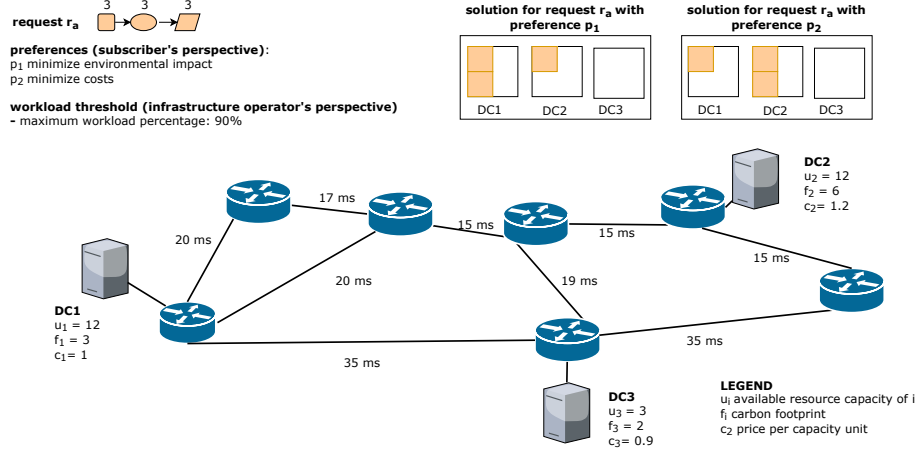 3 3 3
request ra
preferences (subscriber's perspective):
p1 minimize environmental impact
p2 minimize costs
workload threshold (infrastructure operator's perspective)
- maximum workload percentage: 90%
solution for request ra with
preference p1
DC1 DC2 DC3
solution for request ra with
preference p2
DC1 DC2 DC3
DC2
u2 = 12
f2 = 6
c2= 1.2
17 ms
15 ms
15 ms
20 ms
20 ms
19 ms
15 ms
DC1
u1 = 12
f1 = 3
c1= 1
35 ms
35 ms
DC3
u3 = 3
f3 = 2
c3= 0.9
LEGEND
ui available resource capacity of i
fi carbon footprint
c2 price per capacity unit